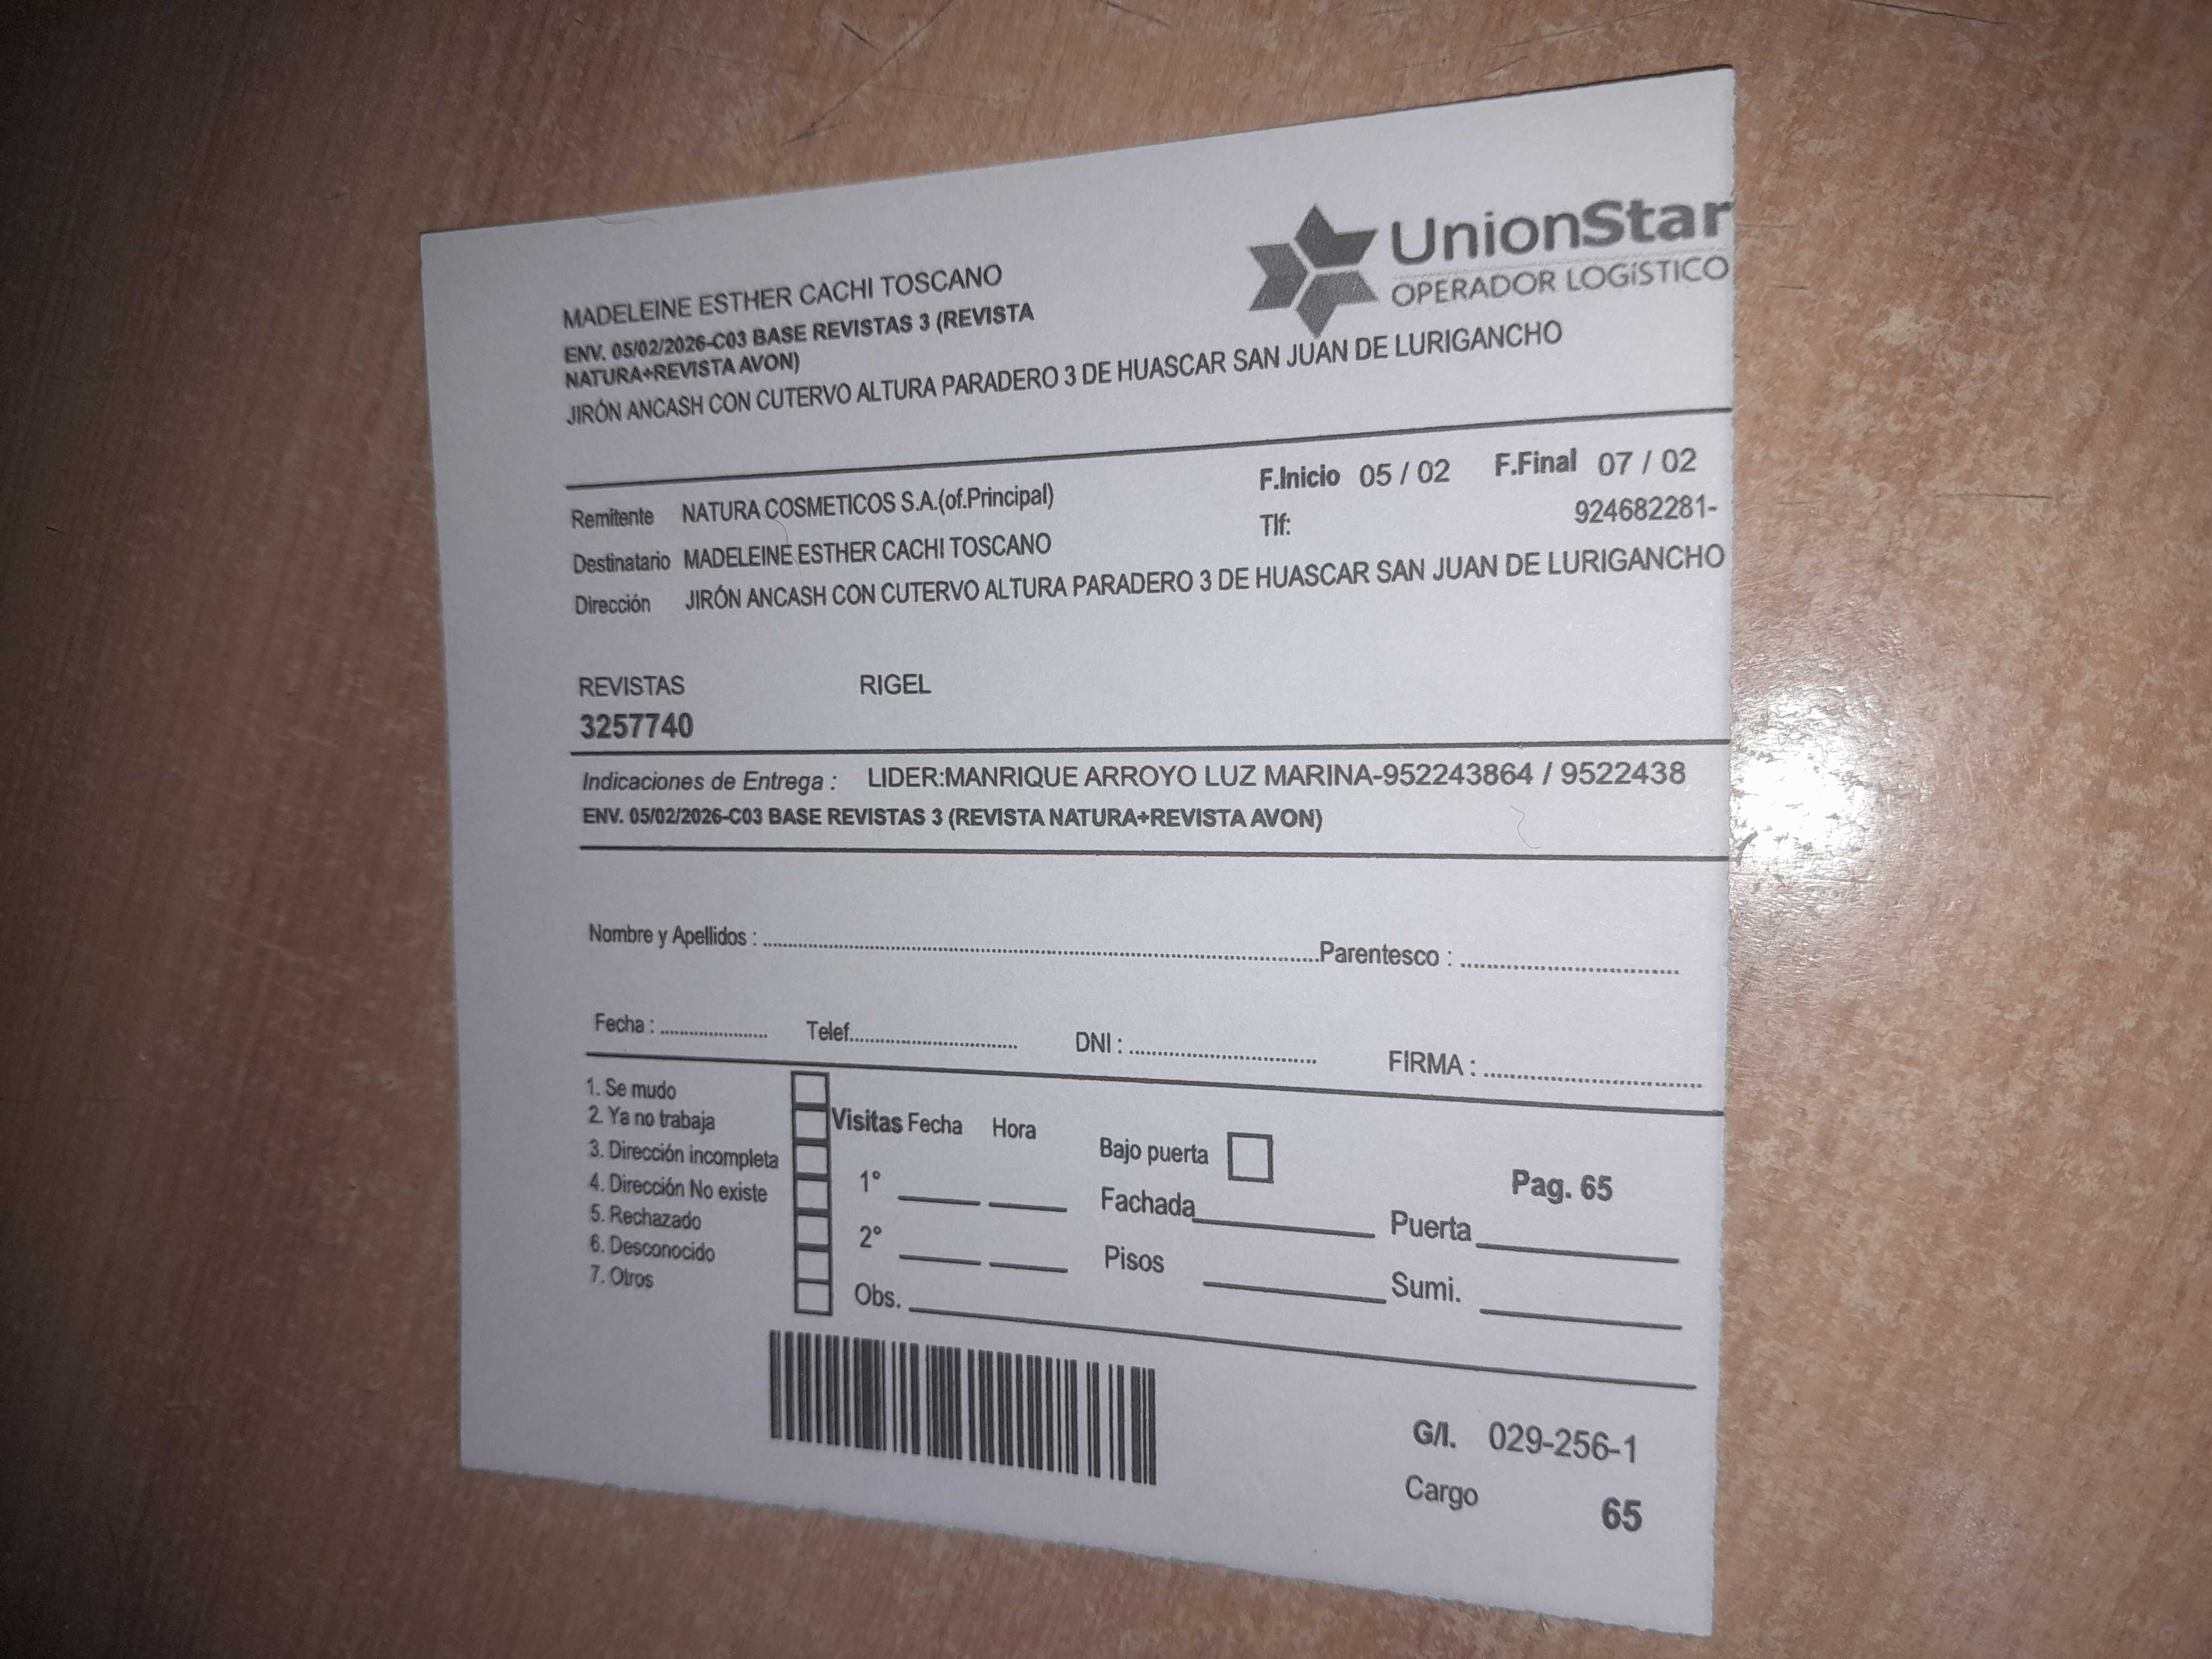 UnionStar
OPERADOR LOGíSTICO
MADELEINE ESTHER CACHI TOSCANO
ENV. 05/02/2026-C03 BASE REVISTAS 3 (REVISTA
NATURA+REVISTA AVON)
JIRÓN ANCASH CON CUTERVO ALTURA PARADERO 3 DE HUASCAR SAN JUAN DE LURIGANCHO
F.Inicio 05 / 02 F.Final 07 / 02
Remitente NATURA COSMETICOS S.A.(of.Principal)
Tlf: 924682281-
Destinatario MADELEINE ESTHER CACHI TOSCANO
Dirección JIRÓN ANCASH CON CUTERVO ALTURA PARADERO 3 DE HUASCAR SAN JUAN DE LURIGANCHO
REVISTAS RIGEL
3257740
Indicaciones de Entrega : LIDER:MANRIQUE ARROYO LUZ MARINA-952243864 / 9522438
ENV. 05/02/2026-C03 BASE REVISTAS 3 (REVISTA NATURA+REVISTA AVON)
Nombre y Apellidos : Parentesco :
Fecha : Telef. DNI : FIRMA :
1. Se mudo
2. Ya no trabaja
3. Dirección incompleta
4. Dirección No existe
5. Rechazado
6. Desconocido
7. Otros
Visitas Fecha Hora
1°
2°
Obs.
Bajo puerta
Pag. 65
Fachada Puerta
Pisos Sumi.
G/I. 029-256-1
Cargo 65